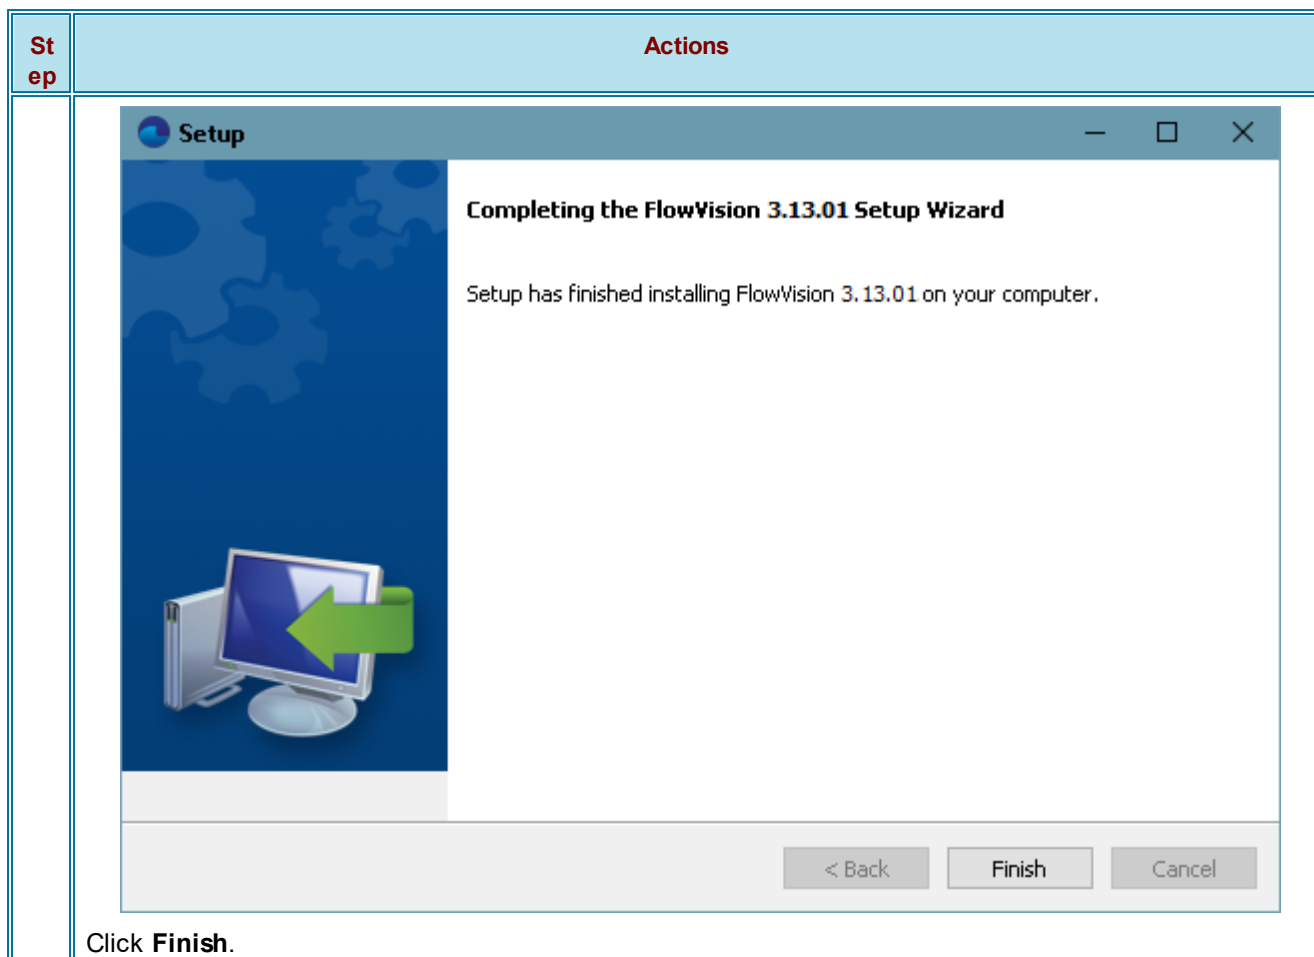 St
ep
Actions
Setup
Completing the FlowVision 3.13.01 Setup Wizard
Setup has finished installing FlowVision 3.13.01 on your computer.
< Back
Finish
Cancel
Click Finish.